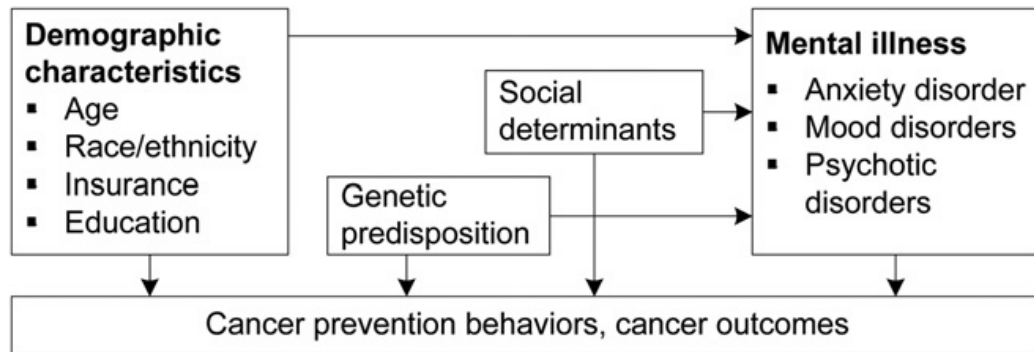 Demographic
characteristics
▪ Age
▪ Race/ethnicity
▪ Insurance
▪ Education
Social
determinants
Genetic
predisposition
Mental illness
▪ Anxiety disorder
▪ Mood disorders
▪ Psychotic
disorders
Cancer prevention behaviors, cancer outcomes